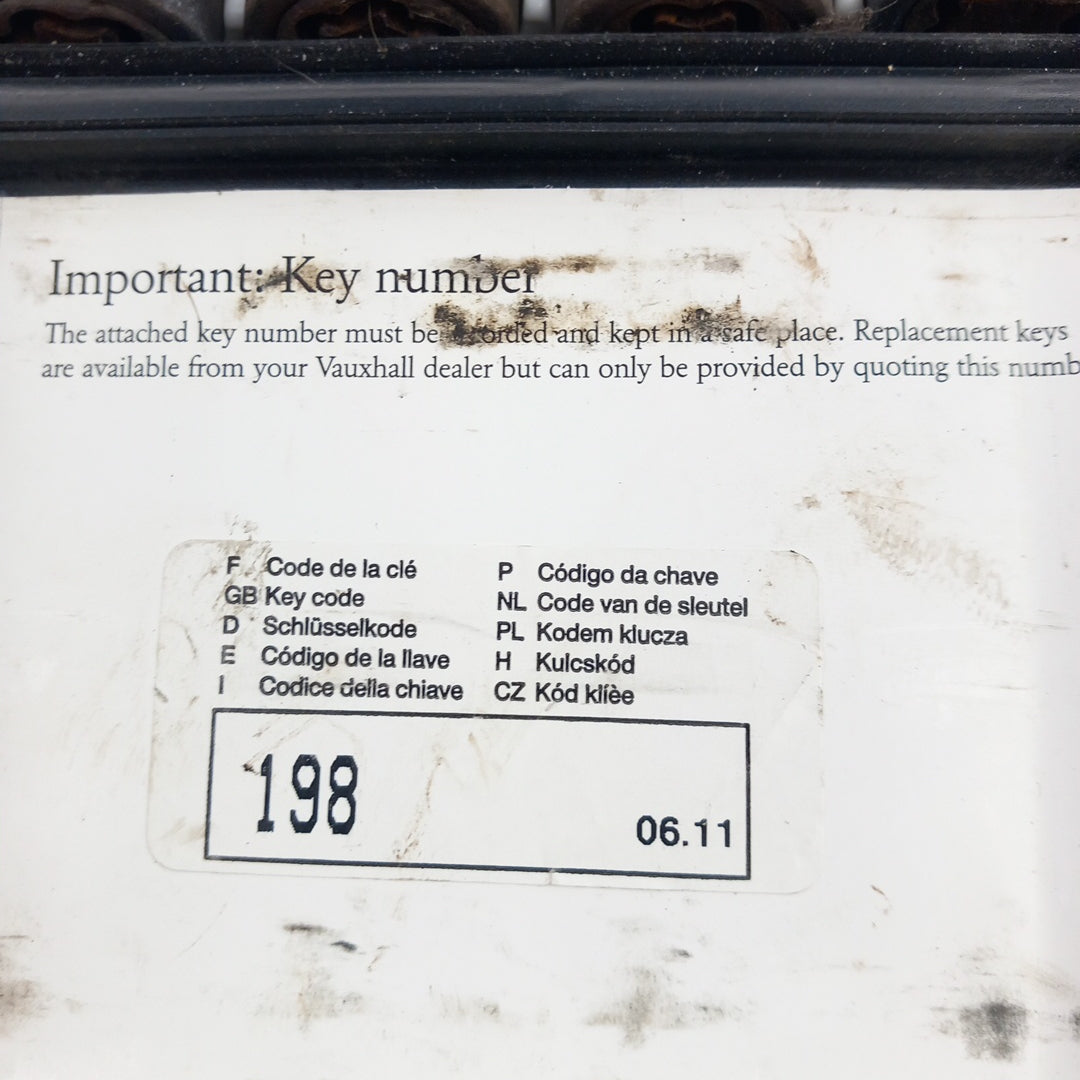 Important: Key number
The attached key number must be recorded and kept in a safe place. Replacement keys
are available from your Vauxhall dealer but can only be provided by quoting this numb
F Code de la clé
GB Key code
D Schlüsselkode
E Código de la llave
I Codice della chiave
P Código da chave
NL Code van de sleutel
PL Kodem klucza
H Kulcskód
CZ Kód klíèe
198
06.11